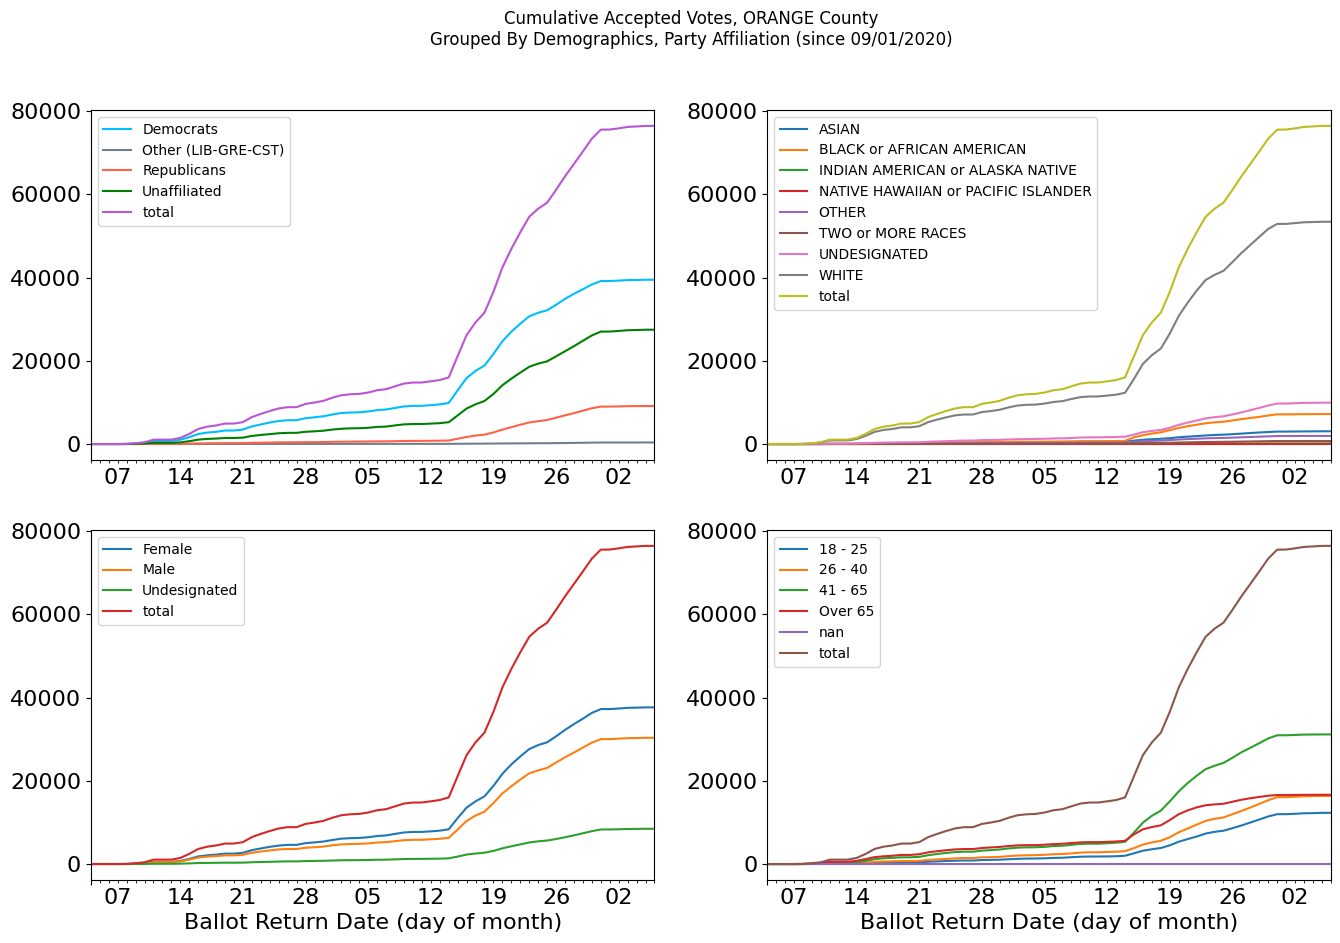 Cumulative Accepted Votes, ORANGE County
Grouped By Demographics, Party Affiliation (since 09/01/2020)
80000
60000
40000
20000
0
Democrats
Other (LIB-GRE-CST)
Republicans
Unaffiliated
total
07 14 21 28 05 12 19 26 02
80000
60000
40000
20000
0
ASIAN
BLACK or AFRICAN AMERICAN
INDIAN AMERICAN or ALASKA NATIVE
NATIVE HAWAIIAN or PACIFIC ISLANDER
OTHER
TWO or MORE RACES
UNDESIGNATED
WHITE
total
07 14 21 28 05 12 19 26 02
80000
60000
40000
20000
0
Female
Male
Undesignated
total
07 14 21 28 05 12 19 26 02
Ballot Return Date (day of month)
80000
60000
40000
20000
0
18 - 25
26 - 40
41 - 65
Over 65
nan
total
07 14 21 28 05 12 19 26 02
Ballot Return Date (day of month)